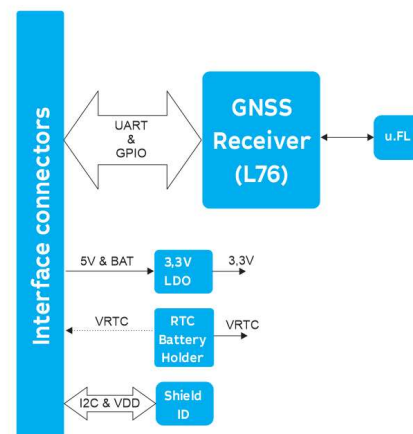 Interface connectors
UART
&
GPIO
GNSS
Receiver
(L76)
u.FL
5V & BAT
3,3V
LDO
3,3V
VRTC
RTC
Battery
Holder
VRTC
I2C & VDD
Shield
ID